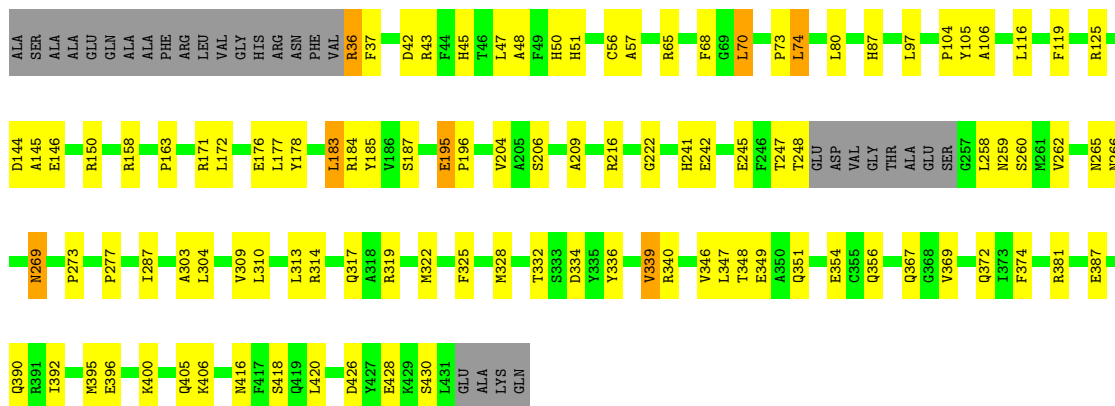 ALA SER ALA ALA ALA GLU GLN ALA ALA PHE ARG LEU VAL GLY HIS ARG ASN PHE VAL R36 F37 D42 R43 F44 H45 T46 L47 A48 F49 H50 H51 C56 A57 R65 F68 G69 L70 P73 L74 L80 H87 L97 P104 Y105 A106 L116 F119 R125
D144 A145 E146 R150 R158 P163 R171 L172 E176 L177 Y178 L183 R184 Y185 V186 S187 E195 P196 V204 A205 S206 A209 R216 G222 H241 E242 E245 F246 T247 T248 GLU ASP VAL GLY THR ALA GLU SER G257 L258 N259 S260 M261 V262 N265 N266
N269 P273 P277 I287 A303 L304 V309 L310 L313 R314 Q317 A318 R319 M322 F325 M328 T332 S333 D334 Y335 Y336 V339 R340 V346 L347 T348 E349 A350 Q351 E354 C355 Q356 Q367 G368 V369 Q372 I373 F374 R381 E387
Q390 R391 I392 M395 E396 K400 Q405 K406 N416 F417 S418 Q419 L420 D426 Y427 E428 K429 S430 L431 GLU ALA LYS GLN